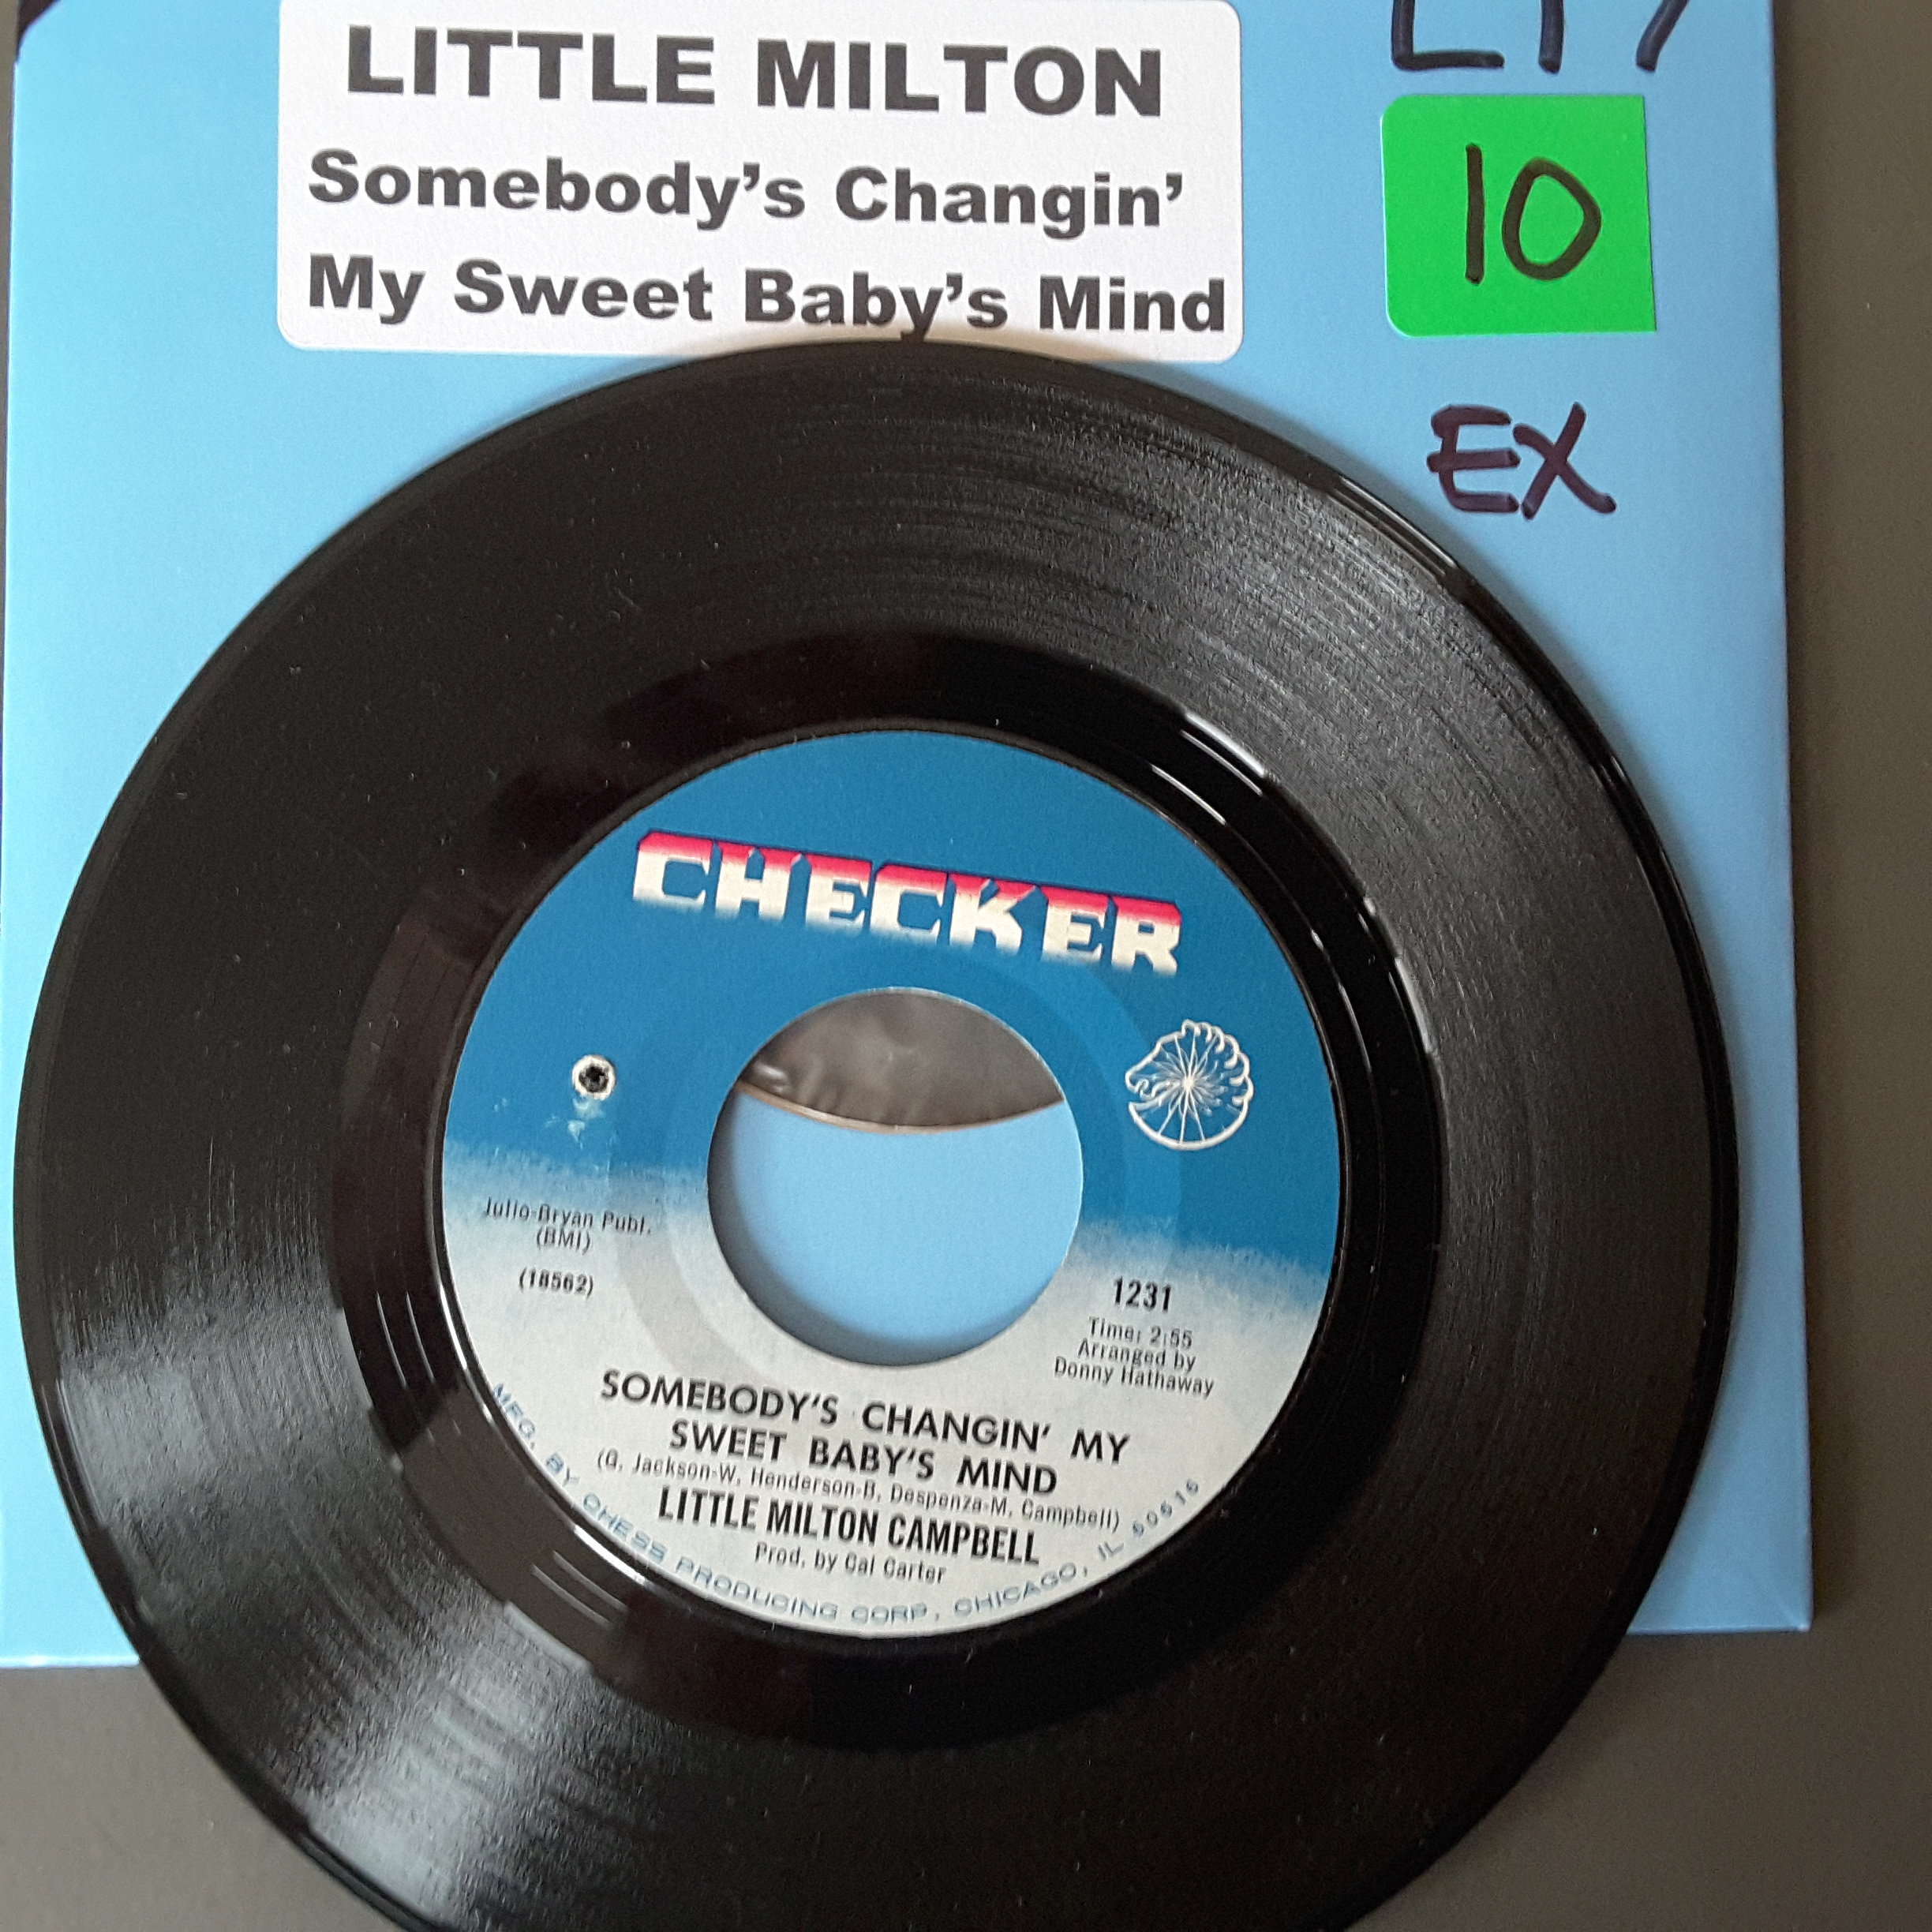 LITTLE MILTON
Somebody's Changin'
My Sweet Baby's Mind
10
EX
CHECKER
Julio-Bryan Publ.
(BMI)
(18562)
1231
Time: 2:55
Arranged by
Donny Hathaway
SOMEBODY'S CHANGIN' MY
SWEET BABY'S MIND
(G. Jackson-W. Henderson-B. Despenza-M. Campbell)
LITTLE MILTON CAMPBELL
Prod. by Cal Carter
MFG. BY CHESS PRODUCING CORP., CHICAGO, IL 60616